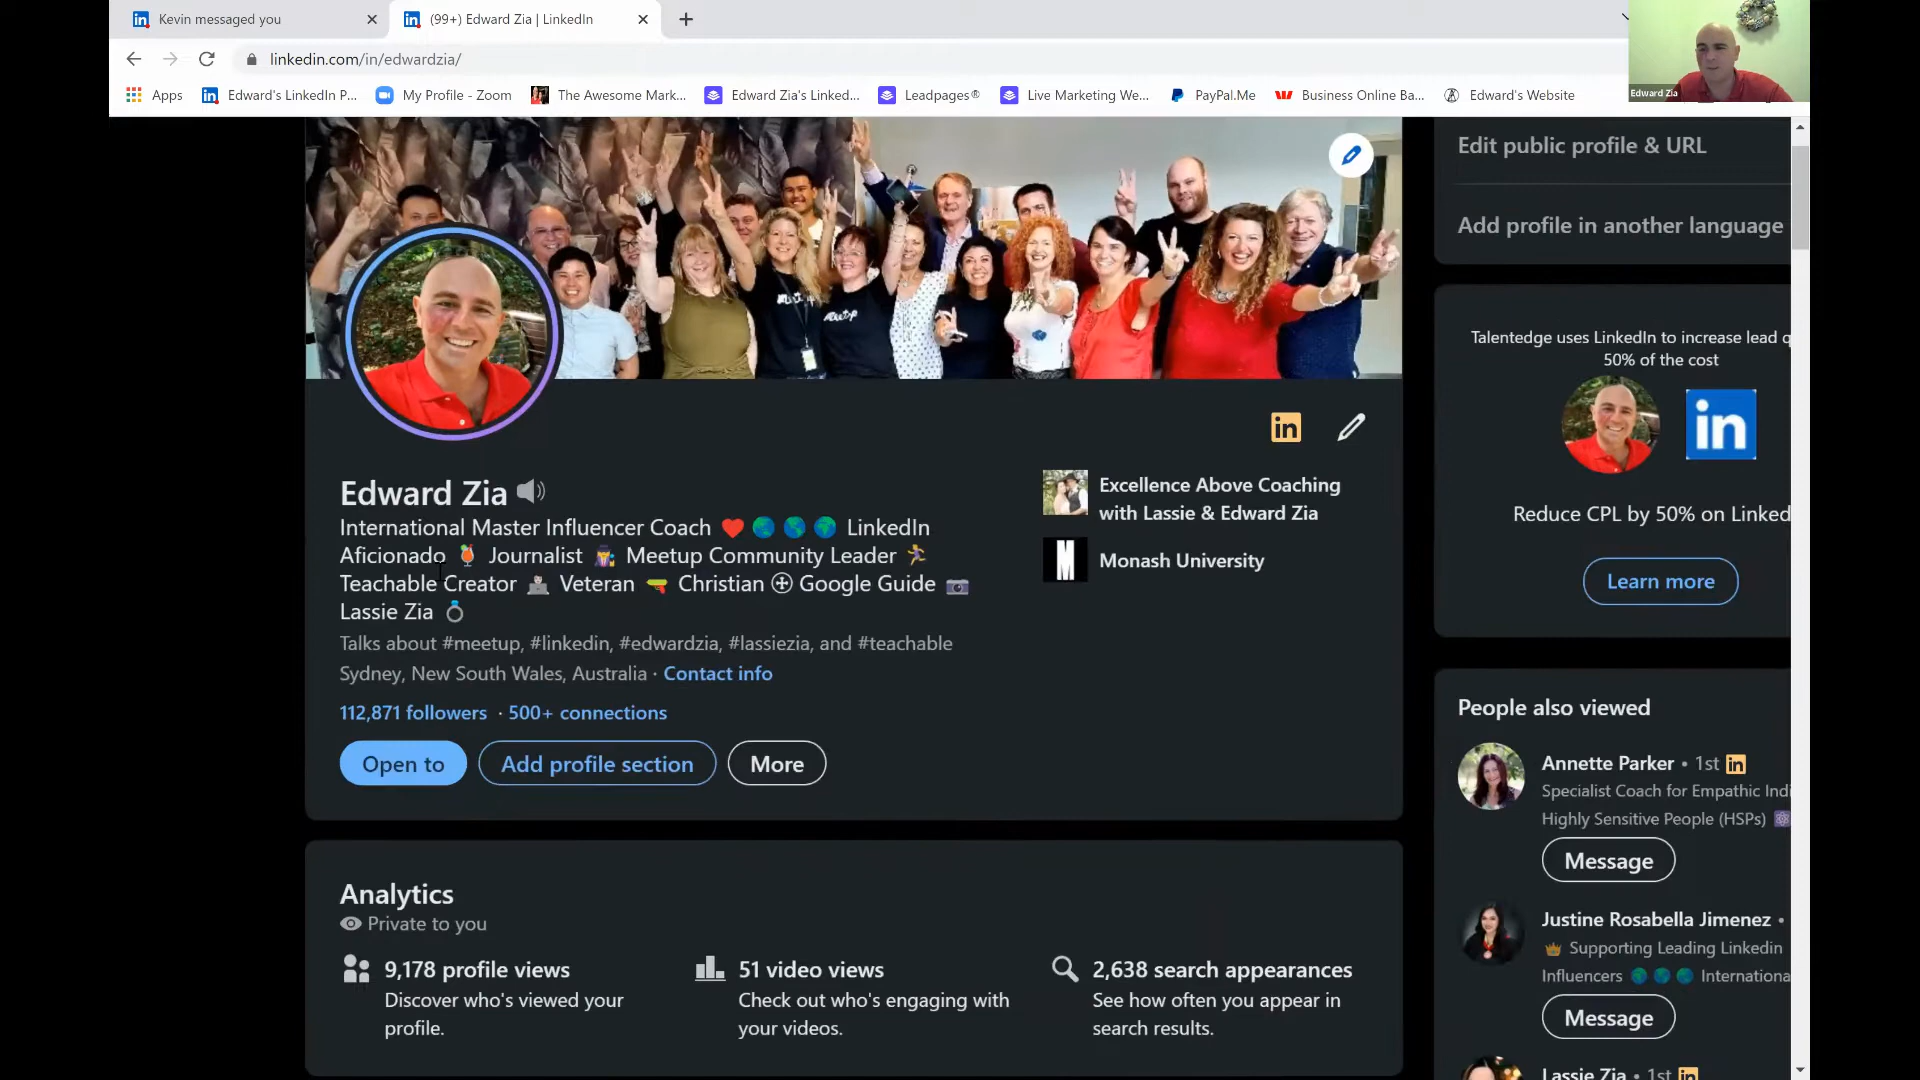 Kevin messaged you
(99+) Edward Zia | LinkedIn
linkedin.com/in/edwardzia/
Apps
Edward's LinkedIn P...
My Profile - Zoom
The Awesome Mark...
Edward Zia's Linked...
Leadpages®
Live Marketing We...
PayPal.Me
Business Online Ba...
Edward's Website
Edward Zia
meetup
meetup
Edward Zia
International Master Influencer Coach ❤️ 🌏 🌎 🌍 LinkedIn
Aficionado 🍹 Journalist 🕵️ Meetup Community Leader 🏃
Teachable Creator 👨🏻‍💻 Veteran 🔫 Christian ⨁ Google Guide 📷
Lassie Zia 💍
Talks about #meetup, #linkedin, #edwardzia, #lassiezia, and #teachable
Sydney, New South Wales, Australia · Contact info
112,871 followers · 500+ connections
Open to
Add profile section
More
in
Excellence Above Coaching
with Lassie & Edward Zia
M
Monash University
Analytics
Private to you
9,178 profile views
Discover who's viewed your
profile.
51 video views
Check out who's engaging with
your videos.
2,638 search appearances
See how often you appear in
search results.
Edit public profile & URL
Add profile in another language
Talentedge uses LinkedIn to increase lead q
50% of the cost
in
Reduce CPL by 50% on Linked
Learn more
People also viewed
Annette Parker • 1st in
Specialist Coach for Empathic Indi
Highly Sensitive People (HSPs) ⚛️
Message
Justine Rosabella Jimenez •
👑 Supporting Leading Linkedin
Influencers 🌏 🌎 🌏 Internationa
Message
Lassie Zia • 1st in